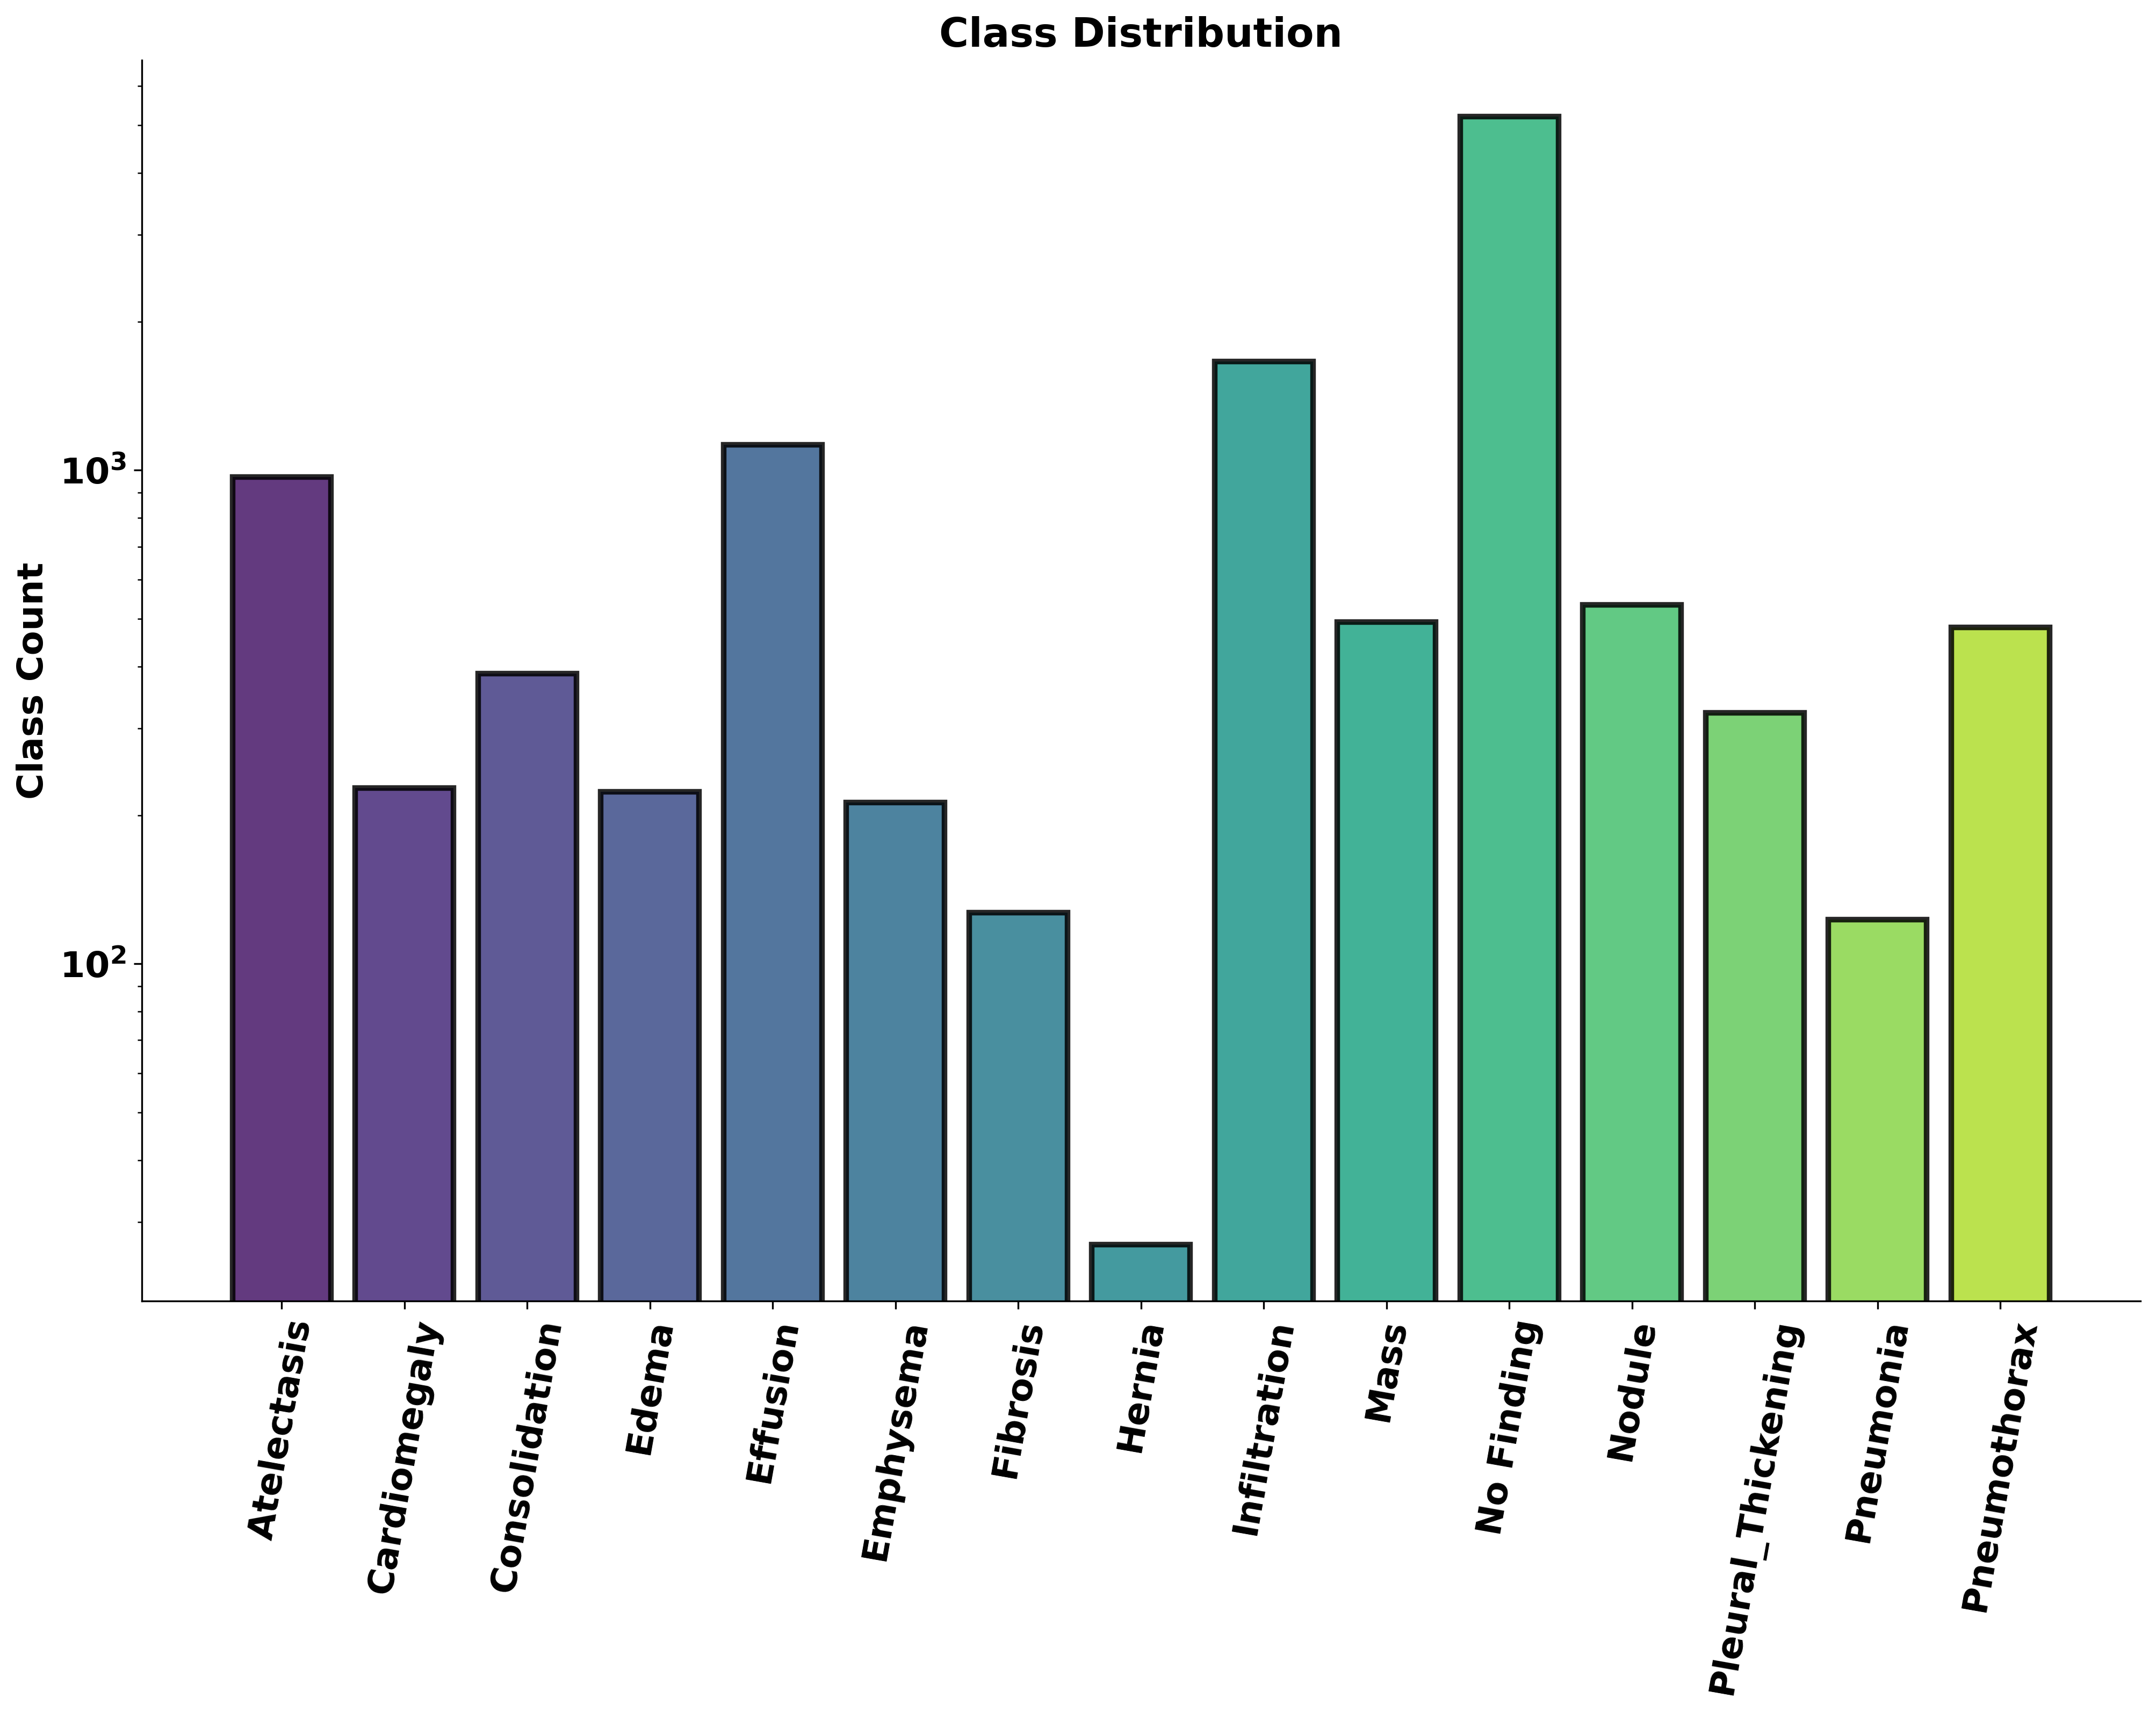 Class Distribution
Class Count
10³
10²
Atelectasis
Cardiomegaly
Consolidation
Edema
Effusion
Emphysema
Fibrosis
Hernia
Infiltration
Mass
No Finding
Nodule
Pleural_Thickening
Pneumonia
Pneumothorax